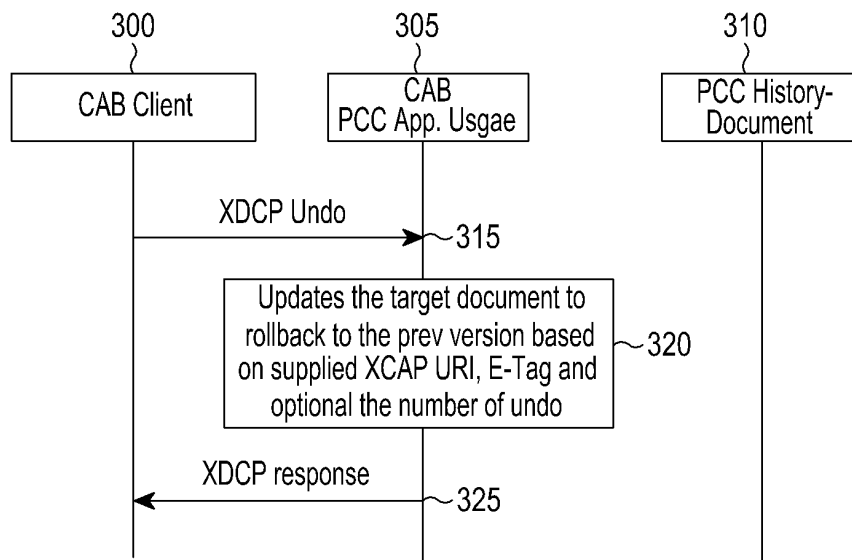 300
305
310
CAB Client
CAB
PCC App. Usgae
PCC History-
Document
XDCP Undo
315
Updates the target document to
rollback to the prev version based
on supplied XCAP URI, E-Tag and
optional the number of undo
320
XDCP response
325